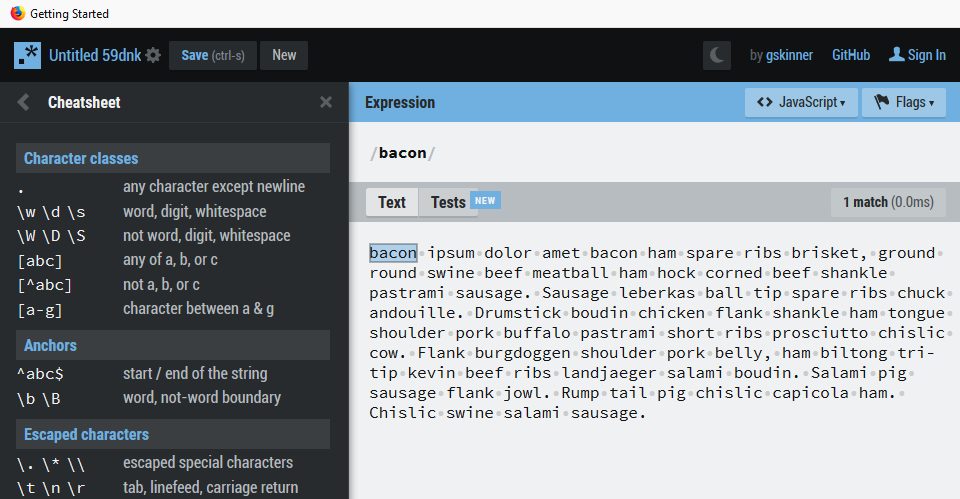 Getting Started
.* Untitled 59dnk Save (ctrl-s) New by gskinner GitHub Sign In
Cheatsheet ×
Character classes
. any character except newline
\w \d \s word, digit, whitespace
\W \D \S not word, digit, whitespace
[abc] any of a, b, or c
[^abc] not a, b, or c
[a-g] character between a & g
Anchors
^abc$ start / end of the string
\b \B word, not-word boundary
Escaped characters
\. \* \\ escaped special characters
\t \n \r tab, linefeed, carriage return
Expression <> JavaScript ▾ Flags ▾
/bacon/
Text Tests NEW 1 match (0.0ms)
bacon·ipsum·dolor·amet·bacon·ham·spare·ribs·brisket,·ground·
round·swine·beef·meatball·ham·hock·corned·beef·shankle·
pastrami·sausage.·Sausage·leberkas·ball·tip·spare·ribs·chuck·
andouille.·Drumstick·boudin·chicken·flank·shankle·ham·tongue·
shoulder·pork·buffalo·pastrami·short·ribs·prosciutto·chislic·
cow.·Flank·burgdoggen·shoulder·pork·belly,·ham·biltong·tri-
tip·kevin·beef·ribs·landjaeger·salami·boudin.·Salami·pig·
sausage·flank·jowl.·Rump·tail·pig·chislic·capicola·ham.·
Chislic·swine·salami·sausage.